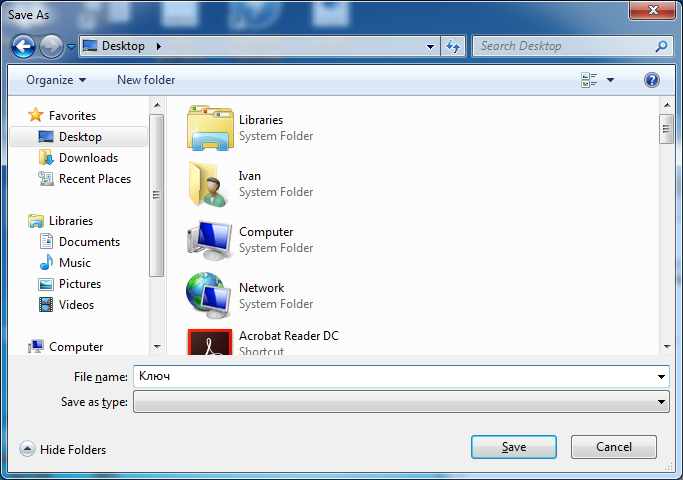 Save As
Desktop
Search Desktop
Organize
New folder
Favorites
Desktop
Downloads
Recent Places
Libraries
Documents
Music
Pictures
Videos
Computer
Libraries
System Folder
Ivan
System Folder
Computer
System Folder
Network
System Folder
Acrobat Reader DC
Shortcut
File name: Ключ
Save as type:
Hide Folders
Save
Cancel